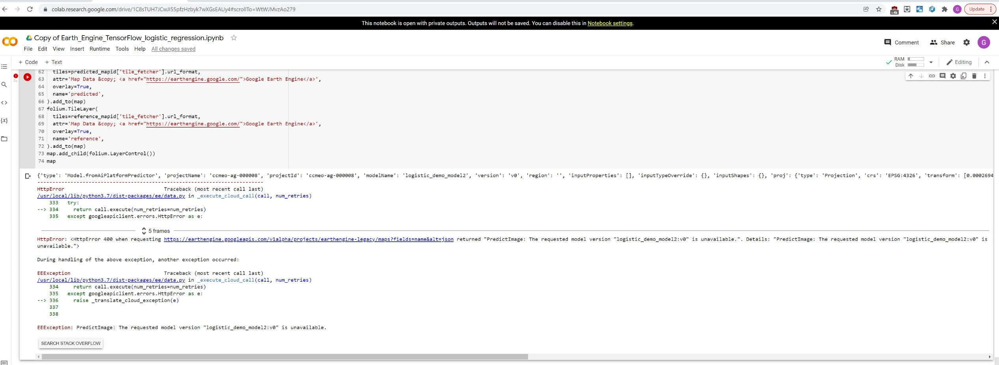 colab.research.google.com/drive/1C8sTUH7JCwJI55pfzHzbyk7wXGsEAUy4#scrollTo=WtWJMvzAo279
>4k
G
Update
This notebook is open with private outputs. Outputs will not be saved. You can disable this in Notebook settings.
Copy of Earth_Engine_TensorFlow_logistic_regression.ipynb
Comment Share G
File Edit View Insert Runtime Tools Help All changes saved
+ Code + Text
RAM
Disk
Editing
2s
62 tiles=predicted_mapid['tile_fetcher'].url_format,
63 attr='Map Data &copy; <a href="https://earthengine.google.com/">Google Earth Engine</a>',
64 overlay=True,
65 name='predicted',
66 ).add_to(map)
67 folium.TileLayer(
68 tiles=reference_mapid['tile_fetcher'].url_format,
69 attr='Map Data &copy; <a href="https://earthengine.google.com/">Google Earth Engine</a>',
70 overlay=True,
71 name='reference',
72 ).add_to(map)
73 map.add_child(folium.LayerControl())
74 map
{'type': 'Model.fromAiPlatformPredictor', 'projectName': 'ccmeo-ag-000008', 'projectId': 'ccmeo-ag-000008', 'modelName': 'logistic_demo_model2', 'version': 'v0', 'region': '', 'inputProperties': [], 'inputTypeOverride': {}, 'inputShapes': {}, 'proj': {'type': 'Projection', 'crs': 'EPSG:4326', 'transform': [0.0002694
---------------------------------------------------------------------------
HttpError Traceback (most recent call last)
/usr/local/lib/python3.7/dist-packages/ee/data.py in _execute_cloud_call(call, num_retries)
333 try:
--> 334 return call.execute(num_retries=num_retries)
335 except googleapiclient.errors.HttpError as e:
5 frames
HttpError: <HttpError 400 when requesting https://earthengine.googleapis.com/v1alpha/projects/earthengine-legacy/maps?fields=name&alt=json returned "PredictImage: The requested model version "logistic_demo_model2:v0" is unavailable.". Details: "PredictImage: The requested model version "logistic_demo_model2:v0" is
unavailable.">
During handling of the above exception, another exception occurred:
EEException Traceback (most recent call last)
/usr/local/lib/python3.7/dist-packages/ee/data.py in _execute_cloud_call(call, num_retries)
334 return call.execute(num_retries=num_retries)
335 except googleapiclient.errors.HttpError as e:
--> 336 raise _translate_cloud_exception(e)
337
338
EEException: PredictImage: The requested model version "logistic_demo_model2:v0" is unavailable.
SEARCH STACK OVERFLOW